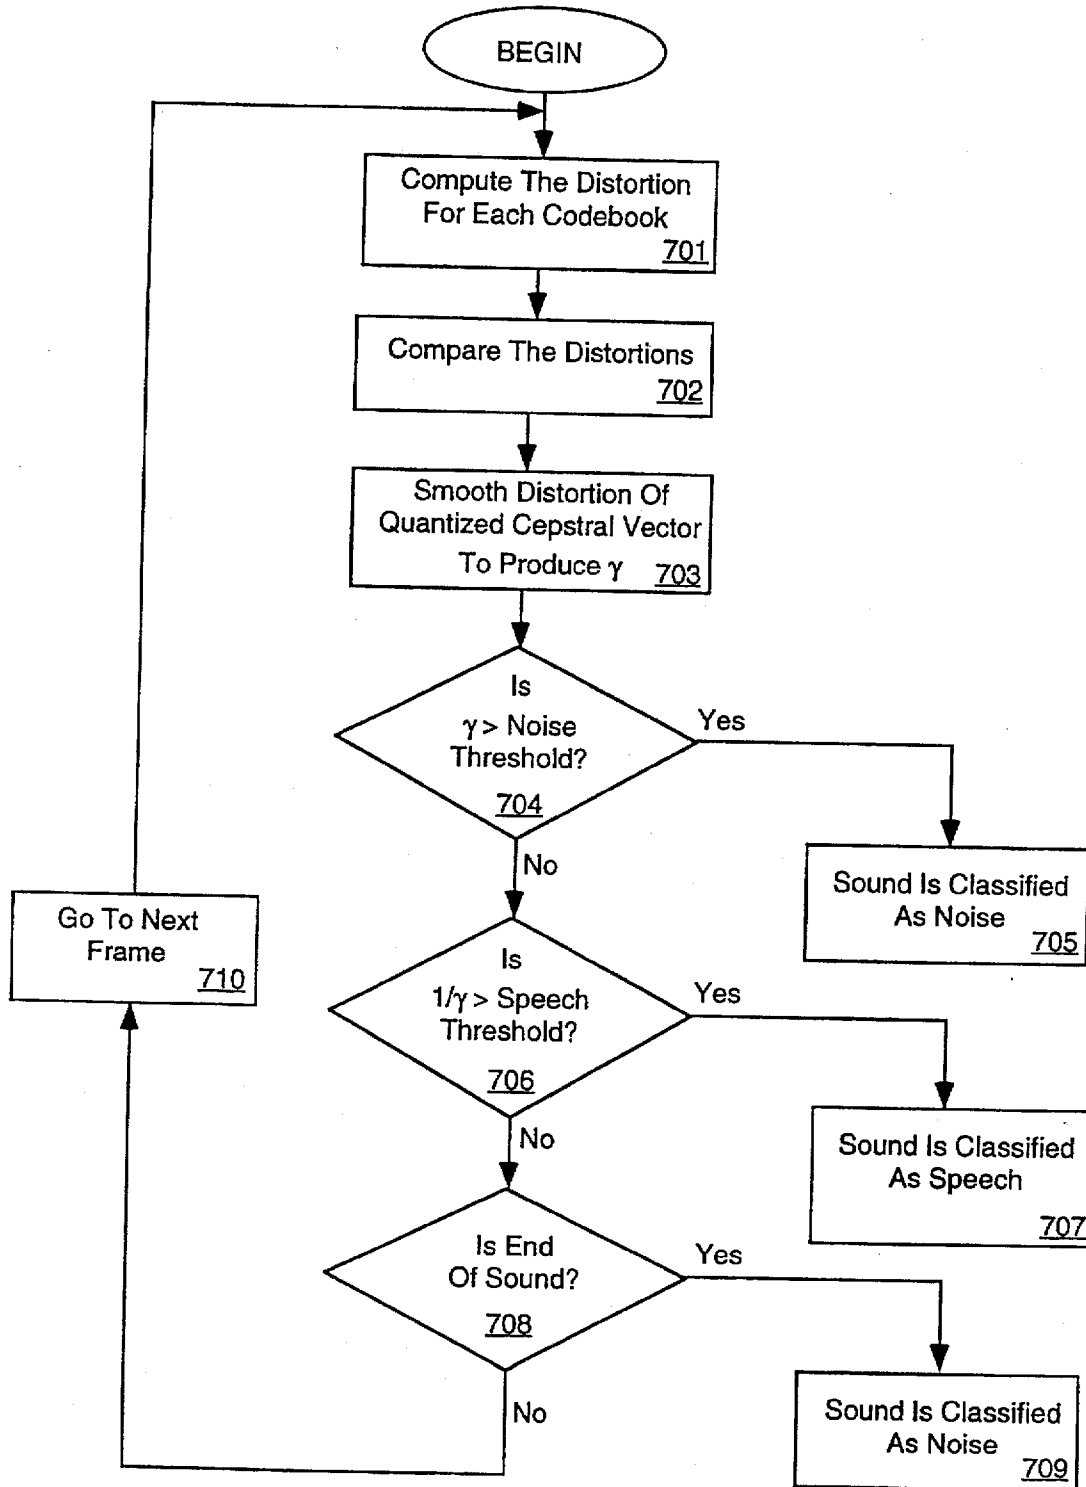 BEGIN
Compute The Distortion
For Each Codebook
701
Compare The Distortions
702
Smooth Distortion Of
Quantized Cepstral Vector
To Produce γ
703
Is
γ > Noise
Threshold?
704
Yes
No
Sound Is Classified
As Noise
705
Go To Next
Frame
710
Is
1/γ > Speech
Threshold?
706
Yes
No
Sound Is Classified
As Speech
707
Is End
Of Sound?
708
Yes
No
Sound Is Classified
As Noise
709